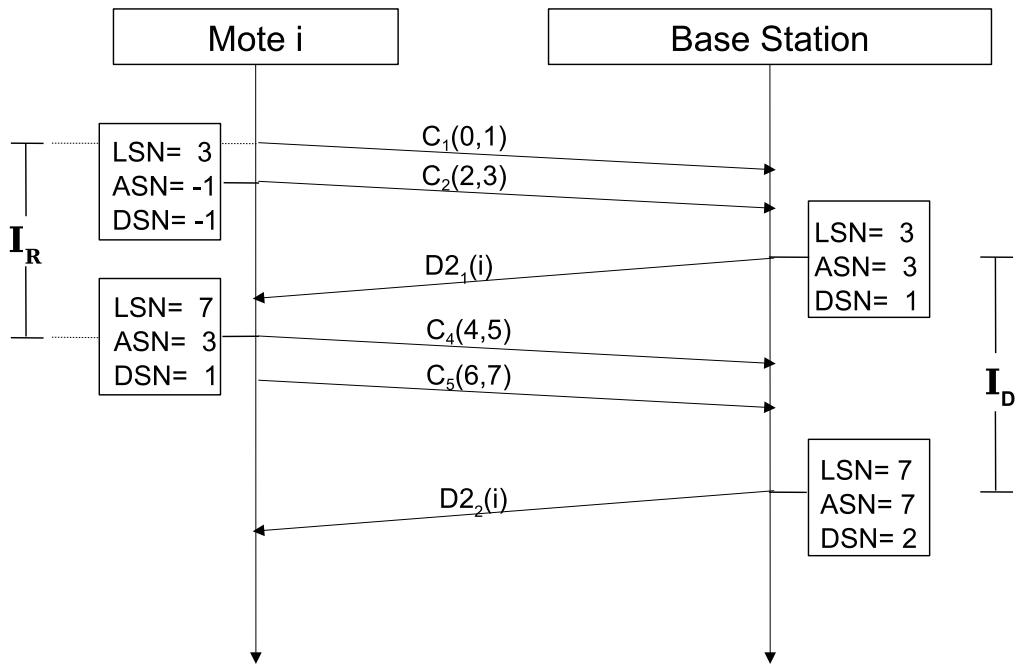 Mote i
Base Station
C₁(0,1)
LSN= 3
ASN= -1
DSN= -1
C₂(2,3)
I_R
LSN= 3
ASN= 3
DSN= 1
D2₁(i)
LSN= 7
ASN= 3
DSN= 1
C₄(4,5)
C₅(6,7)
I_D
LSN= 7
ASN= 7
DSN= 2
D2₂(i)